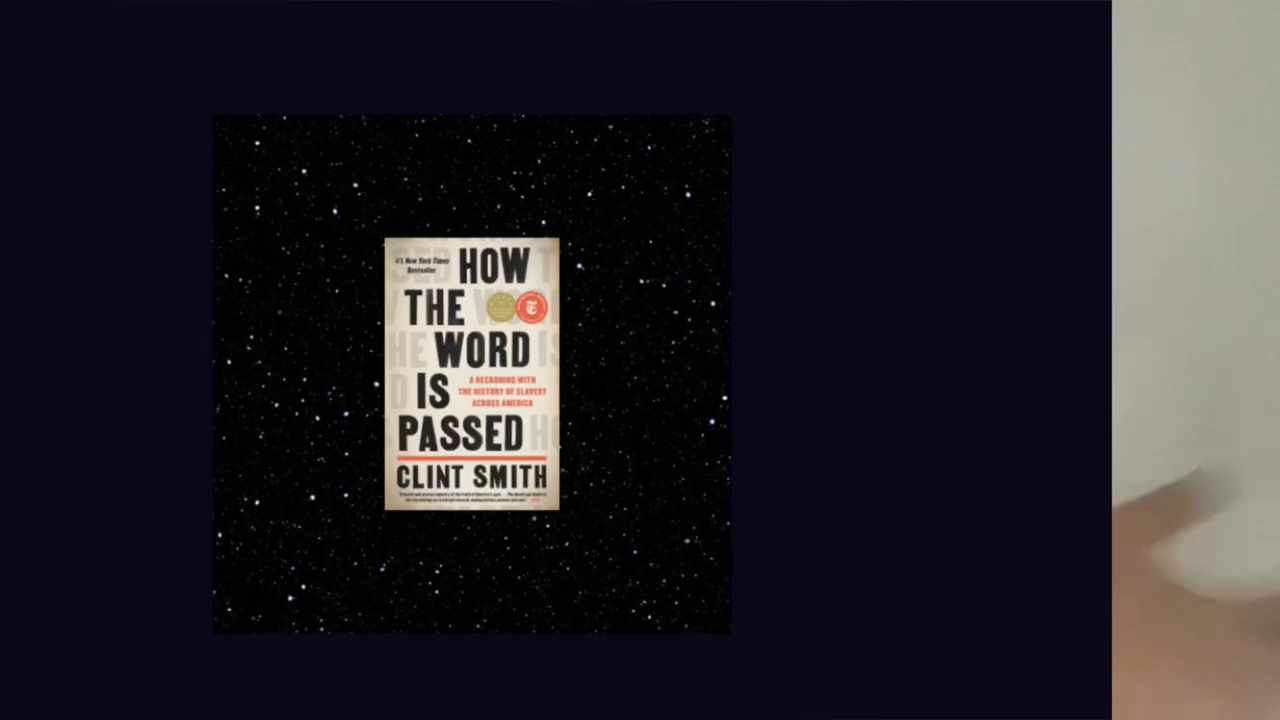 #1 New York Times
Bestseller
HOW
THE
WORD
IS
A RECKONING WITH
THE HISTORY OF SLAVERY
ACROSS AMERICA
PASSED
CLINT SMITH